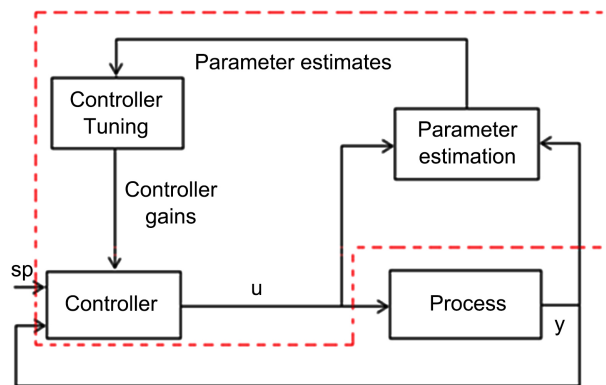 Parameter estimates
Controller
Tuning
Parameter
estimation
Controller
gains
sp
Controller
u
Process
y